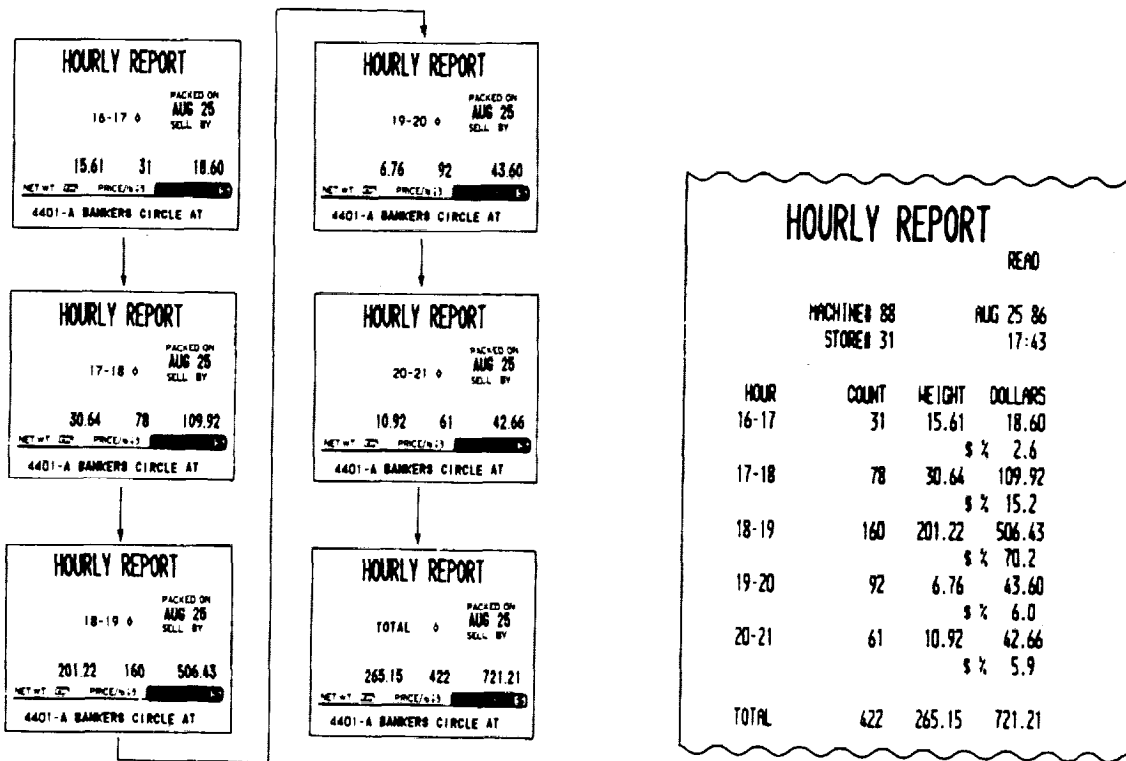 HOURLY REPORT
PACKED ON
16-17 ◊ AUG 25
SELL BY
15.61 31 18.60
NET WT PRICE/
4401-A BANKERS CIRCLE AT
HOURLY REPORT
PACKED ON
17-18 ◊ AUG 25
SELL BY
30.64 78 109.92
NET WT PRICE/
4401-A BANKERS CIRCLE AT
HOURLY REPORT
PACKED ON
18-19 ◊ AUG 25
SELL BY
201.22 160 506.43
NET WT PRICE/
4401-A BANKERS CIRCLE AT
HOURLY REPORT
PACKED ON
19-20 ◊ AUG 25
SELL BY
6.76 92 43.60
NET WT PRICE/
4401-A BANKERS CIRCLE AT
HOURLY REPORT
PACKED ON
20-21 ◊ AUG 25
SELL BY
10.92 61 42.66
NET WT PRICE/
4401-A BANKERS CIRCLE AT
HOURLY REPORT
PACKED ON
TOTAL ◊ AUG 25
SELL BY
265.15 422 721.21
NET WT PRICE/
4401-A BANKERS CIRCLE AT
HOURLY REPORT
READ
MACHINE# 88 AUG 25 86
STORE# 31 17:43
HOUR COUNT WEIGHT DOLLARS
16-17 31 15.61 18.60
$ % 2.6
17-18 78 30.64 109.92
$ % 15.2
18-19 160 201.22 506.43
$ % 70.2
19-20 92 6.76 43.60
$ % 6.0
20-21 61 10.92 42.66
$ % 5.9
TOTAL 422 265.15 721.21